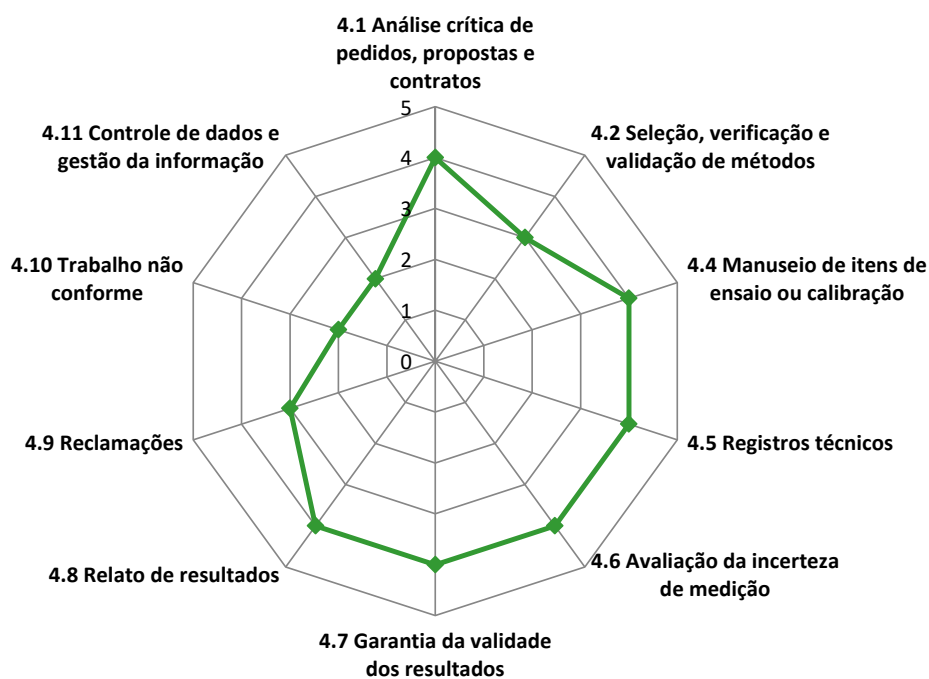 4.1 Análise crítica de
pedidos, propostas e
contratos
5
4
3
2
1
0
4.2 Seleção, verificação e
validação de métodos
4.4 Manuseio de itens de
ensaio ou calibração
4.5 Registros técnicos
4.6 Avaliação da incerteza
de medição
4.7 Garantia da validade
dos resultados
4.8 Relato de resultados
4.9 Reclamações
4.10 Trabalho não
conforme
4.11 Controle de dados e
gestão da informação